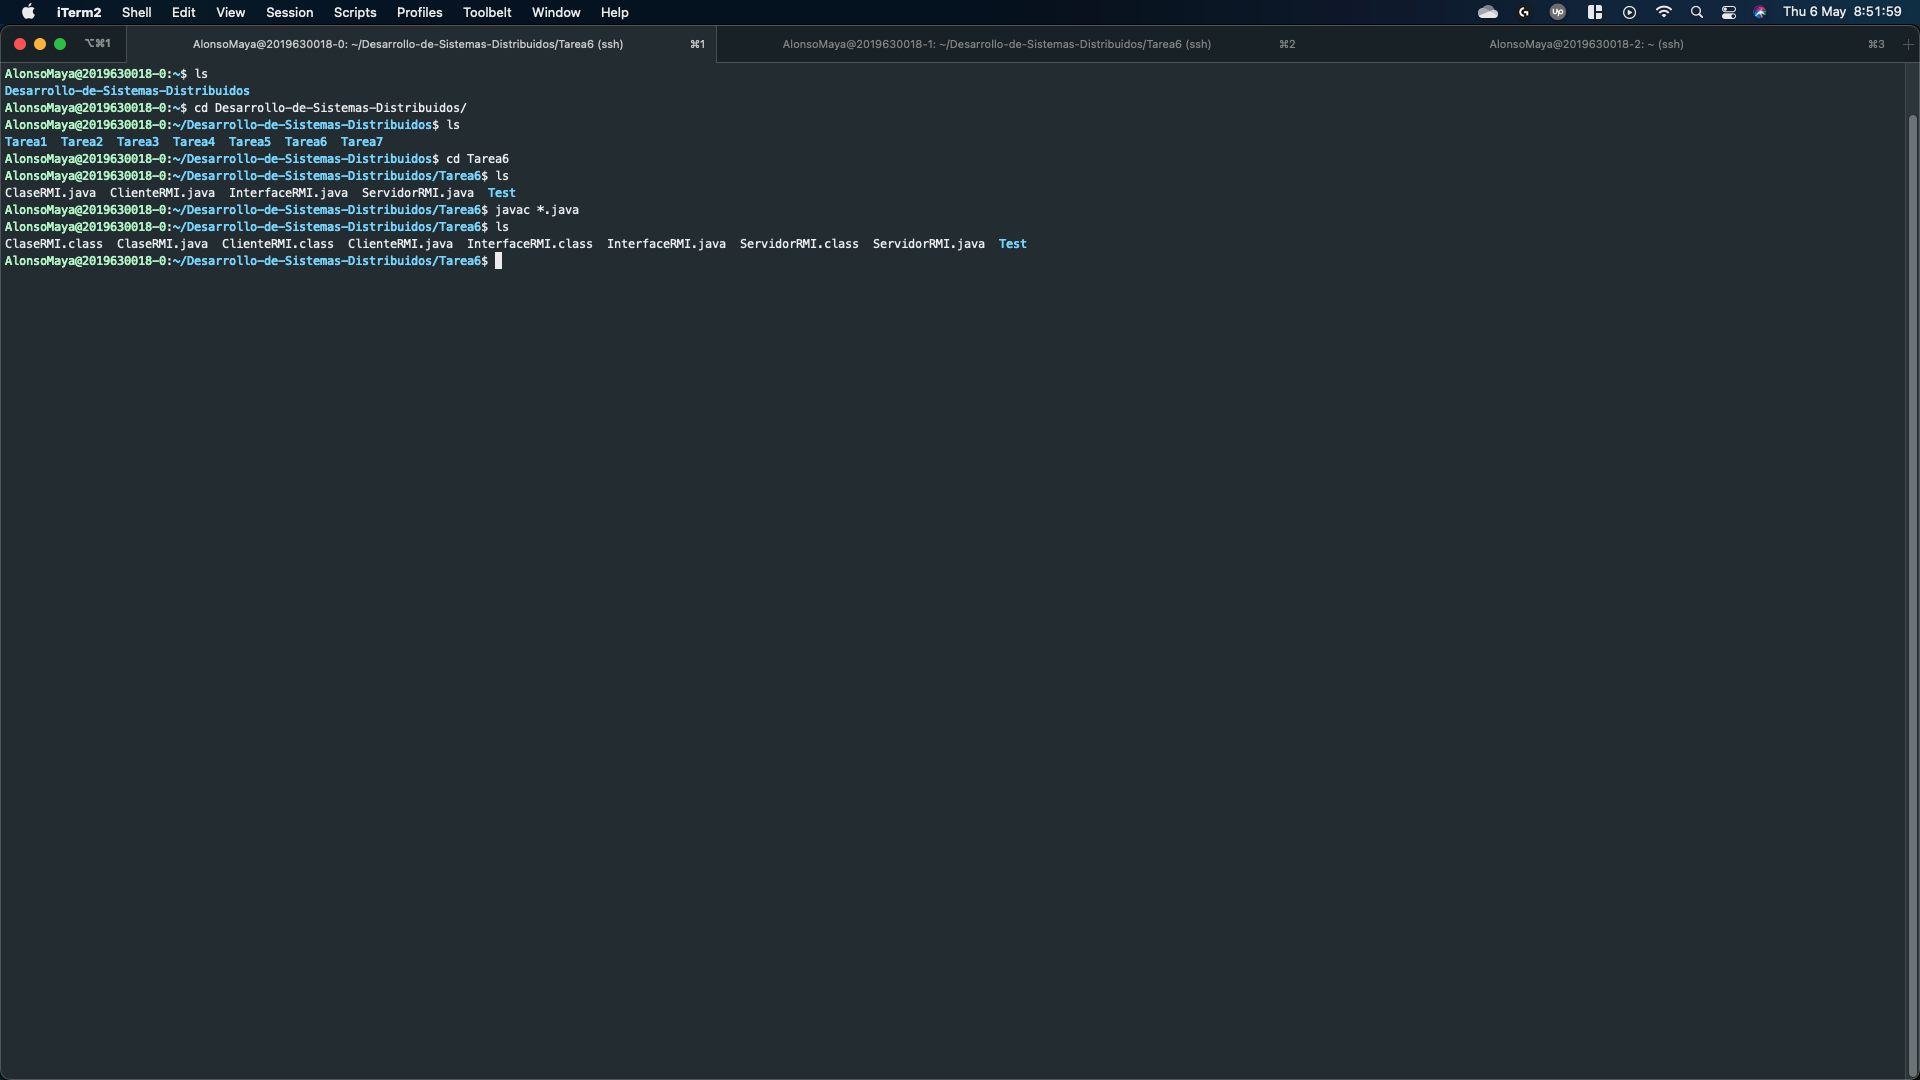 iTerm2 Shell Edit View Session Scripts Profiles Toolbelt Window Help UP Thu 6 May 8:51:59
⌥⌘1 AlonsoMaya@2019630018-0: ~/Desarrollo-de-Sistemas-Distribuidos/Tarea6 (ssh) ⌘1 AlonsoMaya@2019630018-1: ~/Desarrollo-de-Sistemas-Distribuidos/Tarea6 (ssh) ⌘2 AlonsoMaya@2019630018-2: ~ (ssh) ⌘3 +
AlonsoMaya@2019630018-0:~$ ls
Desarrollo-de-Sistemas-Distribuidos
AlonsoMaya@2019630018-0:~$ cd Desarrollo-de-Sistemas-Distribuidos/
AlonsoMaya@2019630018-0:~/Desarrollo-de-Sistemas-Distribuidos$ ls
Tarea1 Tarea2 Tarea3 Tarea4 Tarea5 Tarea6 Tarea7
AlonsoMaya@2019630018-0:~/Desarrollo-de-Sistemas-Distribuidos$ cd Tarea6
AlonsoMaya@2019630018-0:~/Desarrollo-de-Sistemas-Distribuidos/Tarea6$ ls
ClaseRMI.java ClienteRMI.java InterfaceRMI.java ServidorRMI.java Test
AlonsoMaya@2019630018-0:~/Desarrollo-de-Sistemas-Distribuidos/Tarea6$ javac *.java
AlonsoMaya@2019630018-0:~/Desarrollo-de-Sistemas-Distribuidos/Tarea6$ ls
ClaseRMI.class ClaseRMI.java ClienteRMI.class ClienteRMI.java InterfaceRMI.class InterfaceRMI.java ServidorRMI.class ServidorRMI.java Test
AlonsoMaya@2019630018-0:~/Desarrollo-de-Sistemas-Distribuidos/Tarea6$